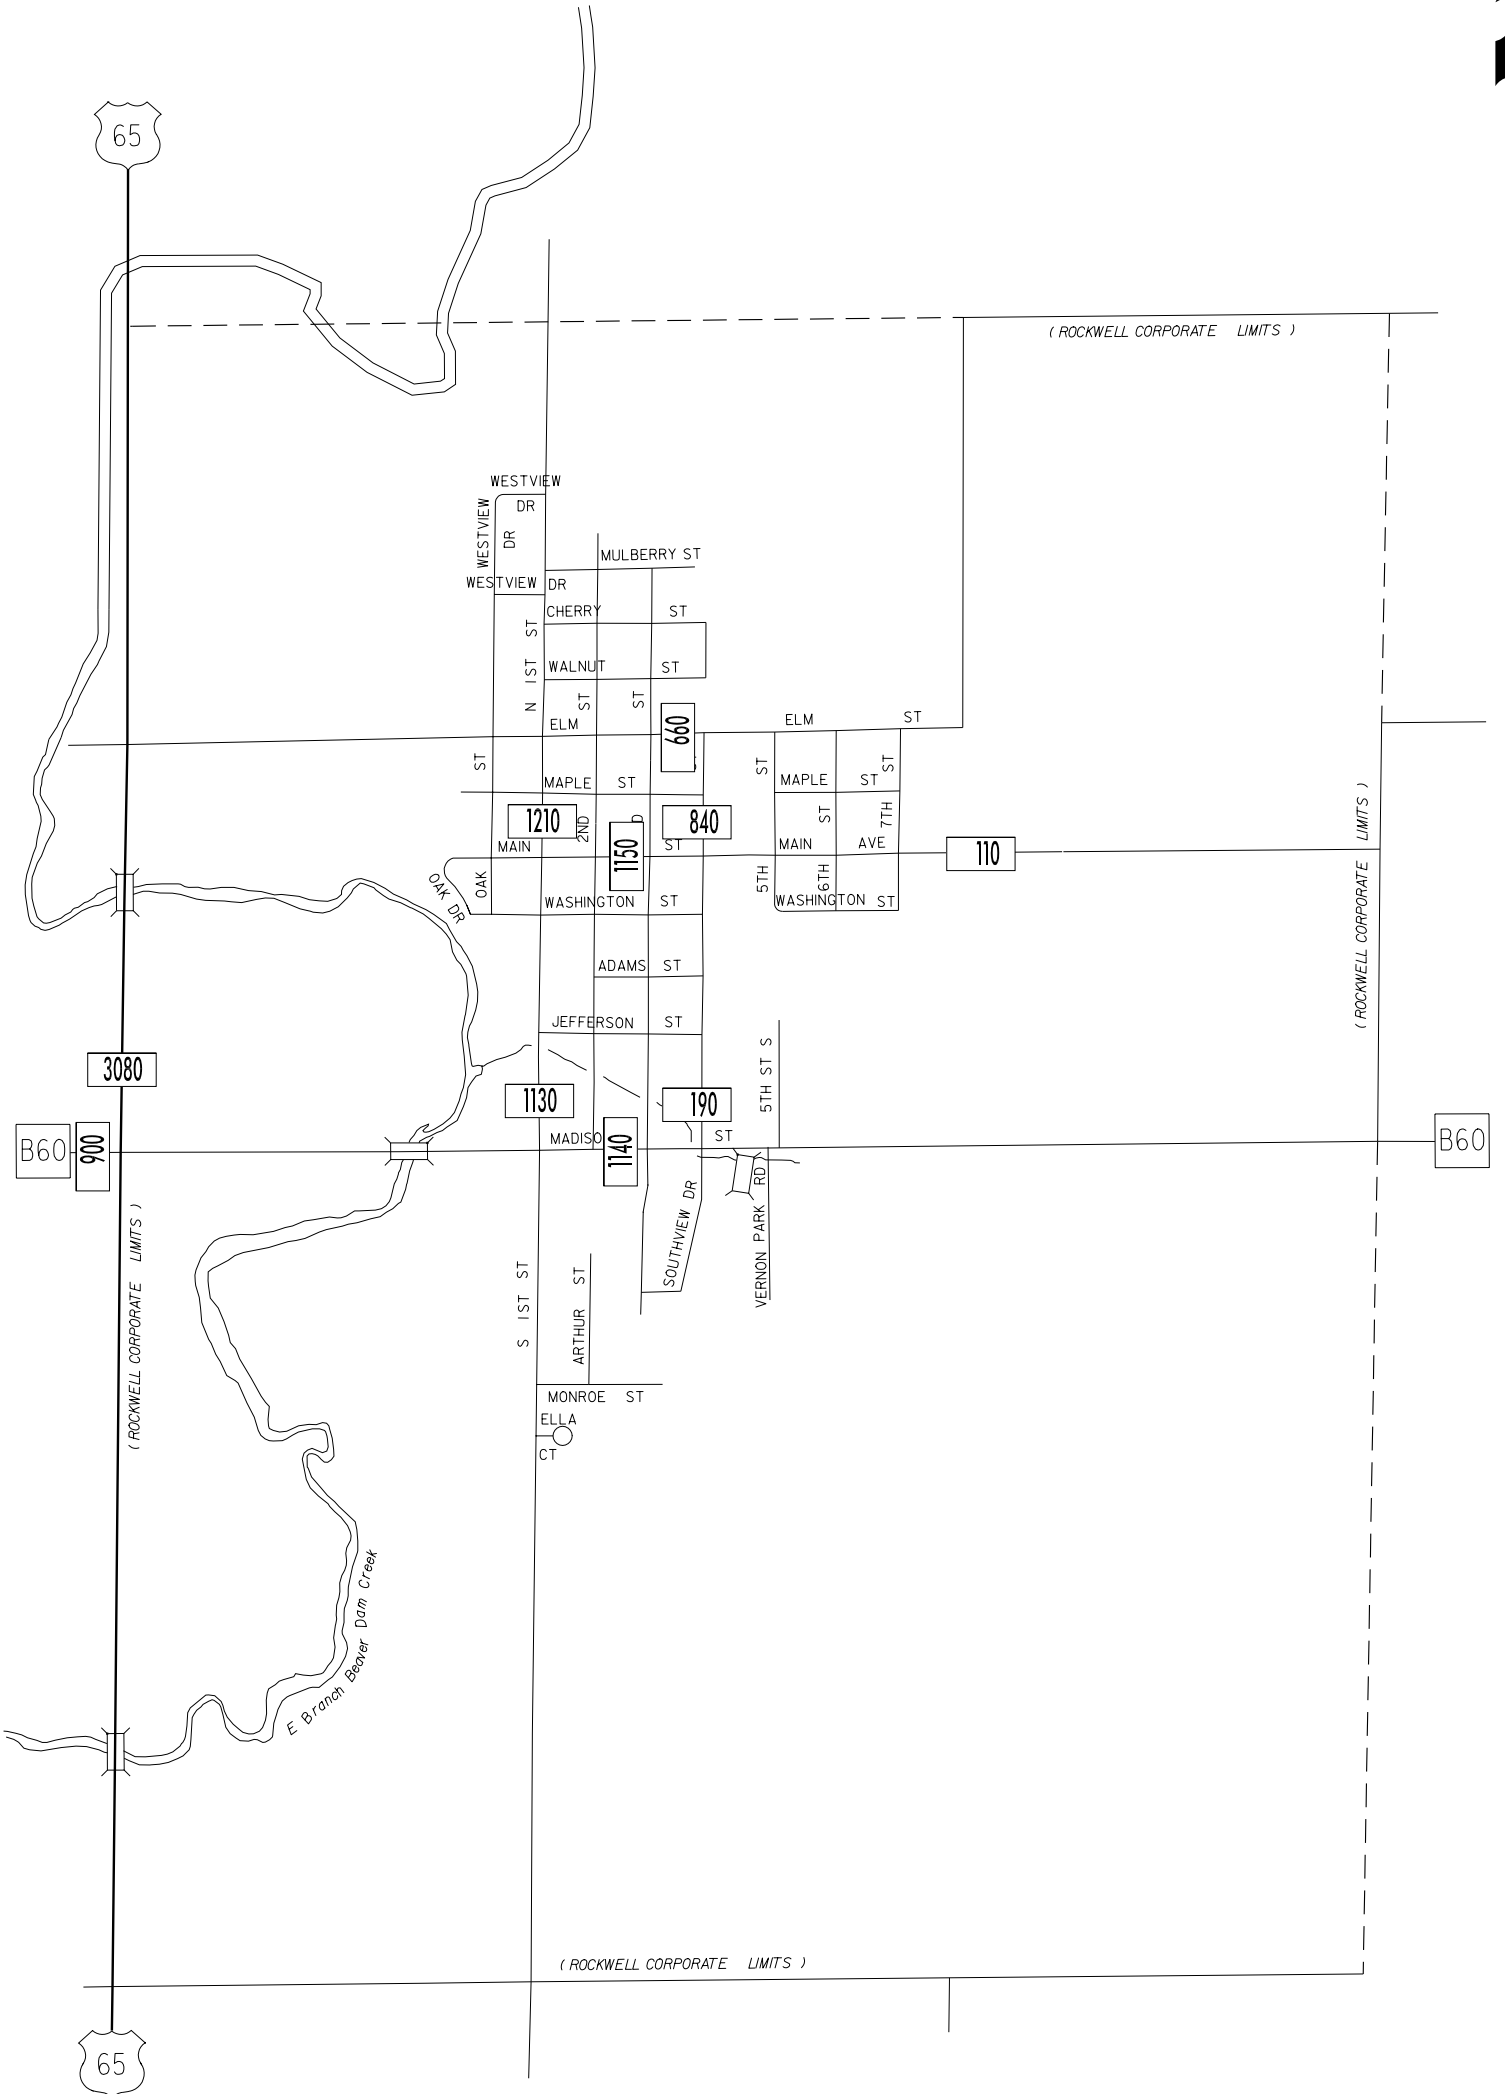 65
( ROCKWELL CORPORATE LIMITS )
WESTVIEW
DR
WESTVIEW
DR
MULBERRY ST
WESTVIEW DR
CHERRY ST
N 1ST ST
WALNUT ST
ST
ST
ELM
660
ELM ST
ST
MAPLE ST
ST
MAPLE ST
ST
1210
2ND
1150
D
840
ST
7TH
( ROCKWELL CORPORATE LIMITS )
MAIN
ST
MAIN AVE
110
OAK DR
OAK
5TH
6TH
WASHINGTON ST
WASHINGTON ST
ADAMS ST
JEFFERSON ST
3080
1130
190
5TH ST S
B60
900
MADISO
1140
ST
B60
( ROCKWELL CORPORATE LIMITS )
SOUTHVIEW DR
VERNON PARK RD
S 1ST ST
ARTHUR ST
MONROE ST
ELLA
CT
E Branch Beaver Dam Creek
( ROCKWELL CORPORATE LIMITS )
65